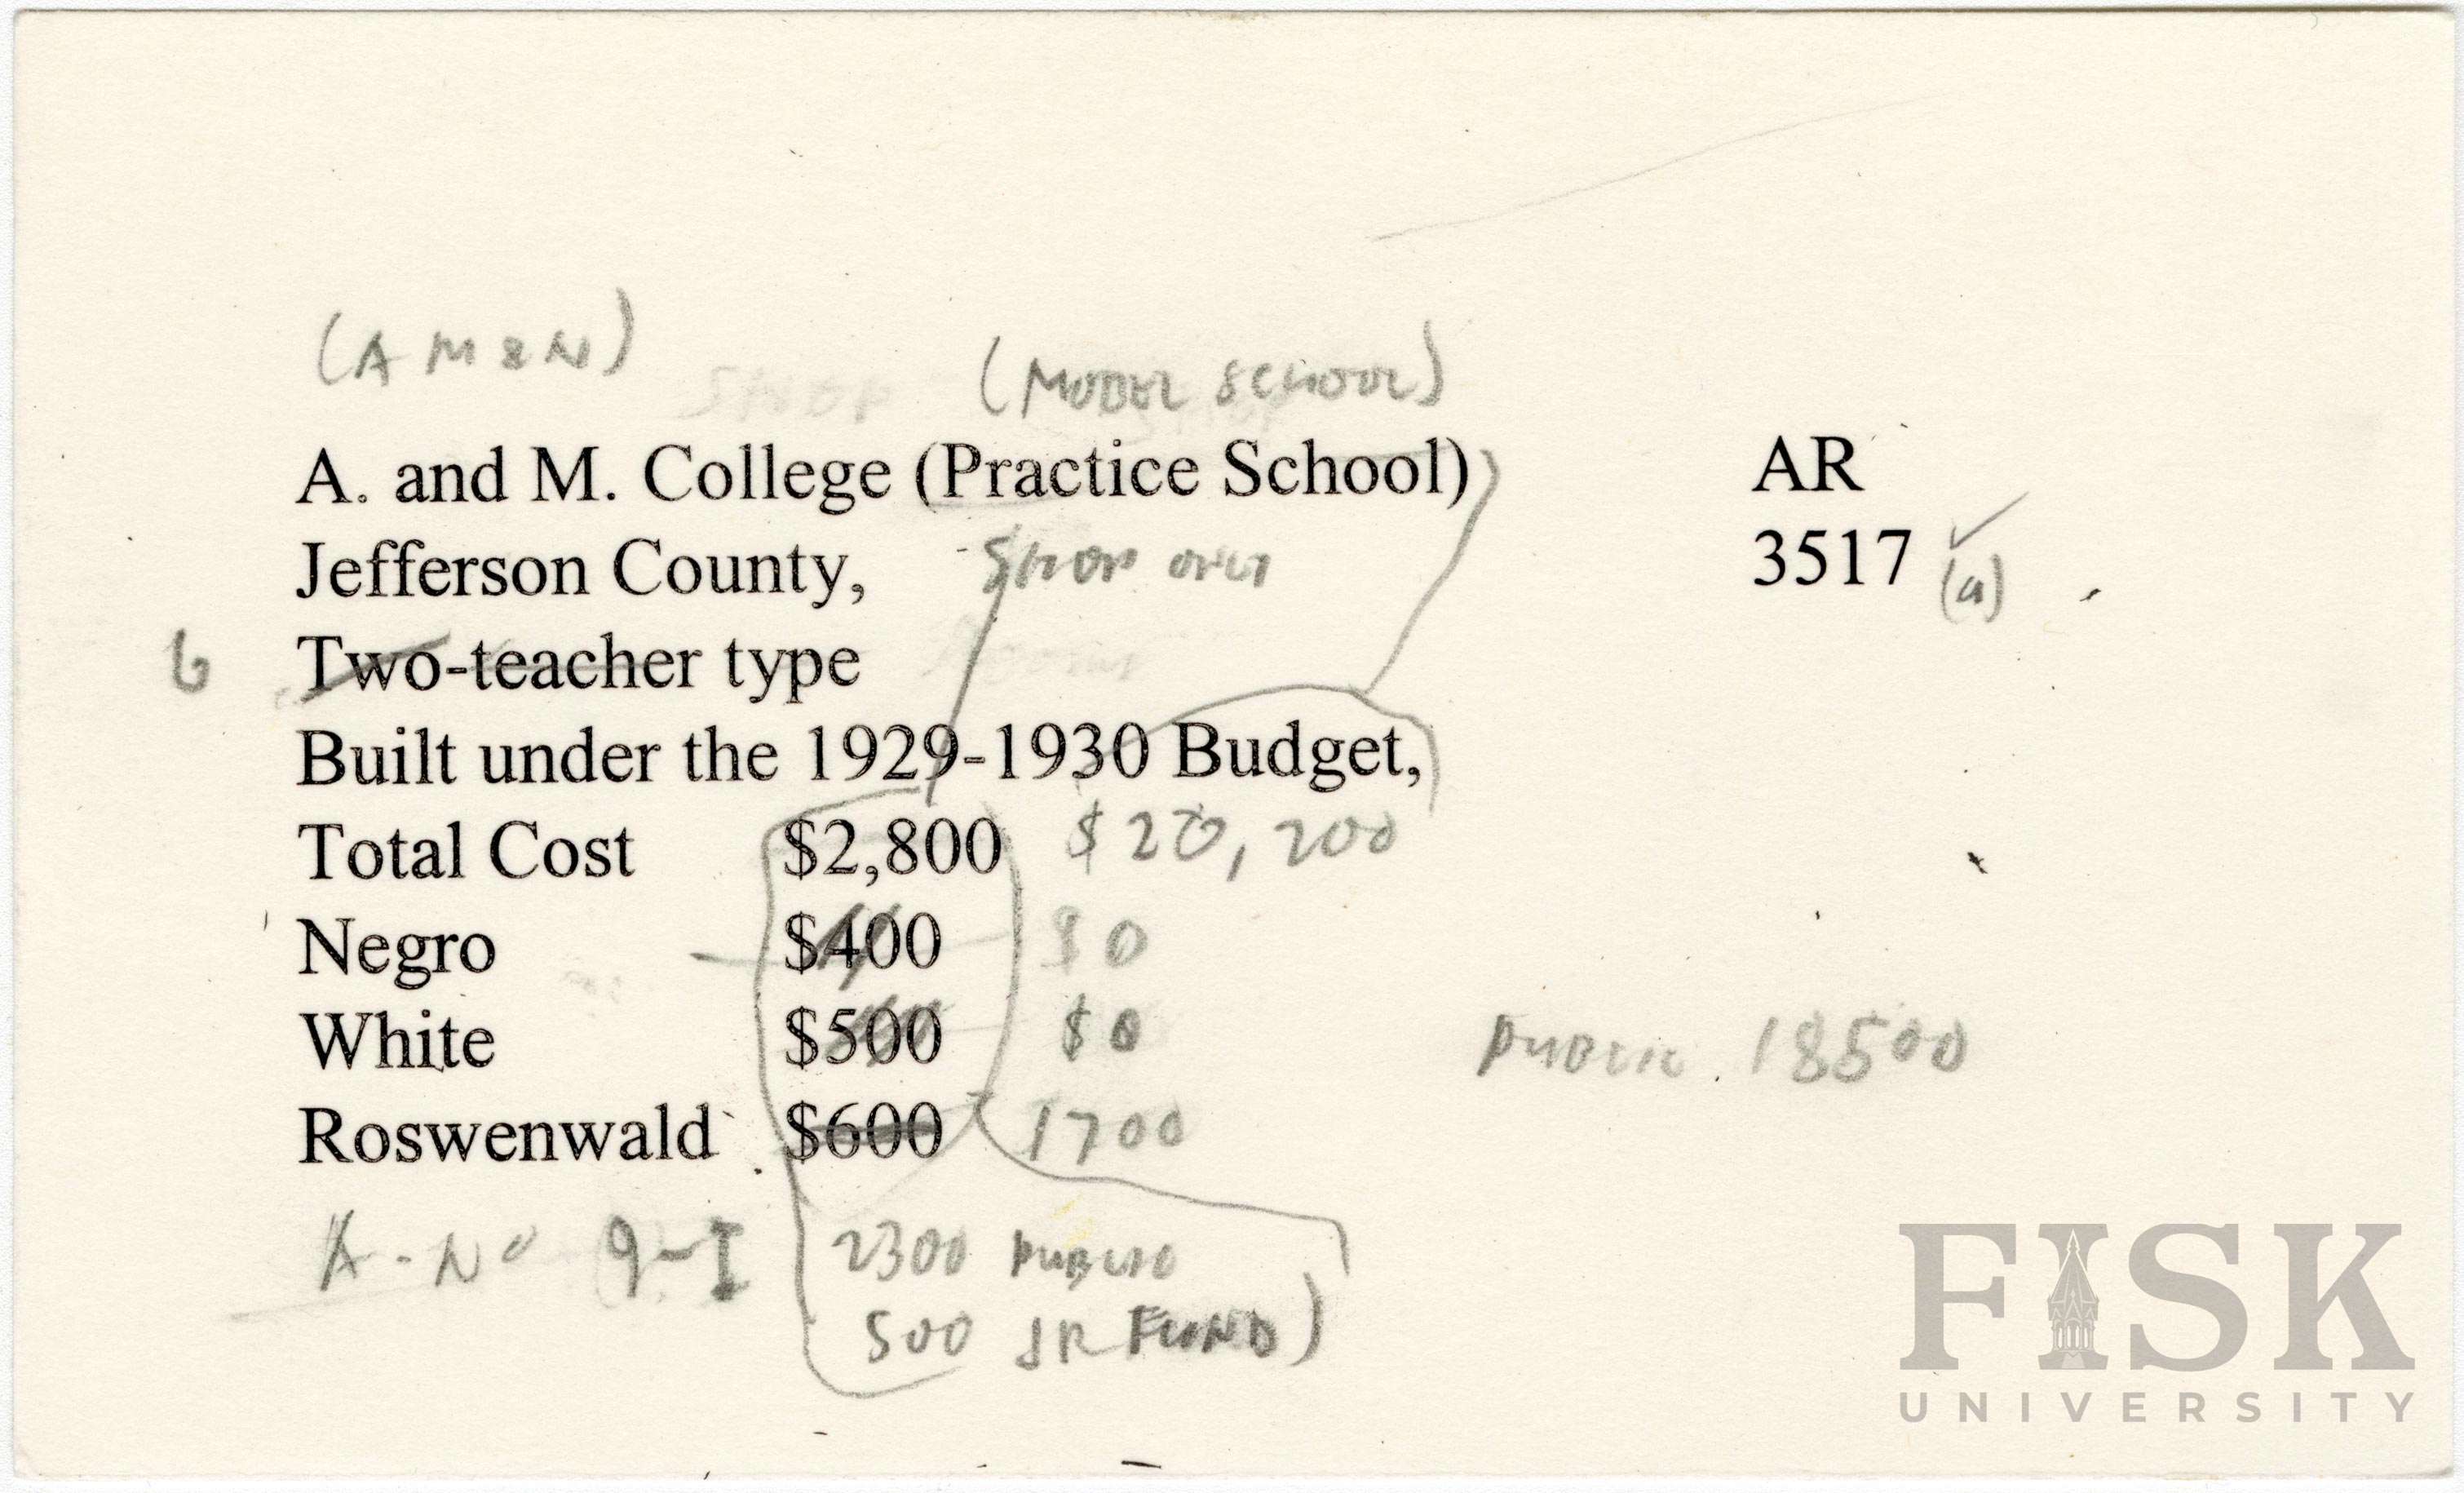 (A M & N) (MODEL SCHOOL)
A. and M. College (Practice School) AR
Jefferson County, SHOP ONLY 3517 (a)
6 Two-teacher type
Built under the 1929-1930 Budget,
Total Cost $2,800 $20,200
Negro $400 $0
White $500 $0 PUBLIC 18500
Roswenwald $600 1700
A-No 9-I 2300 PUBLIC
500 JR FUND)
FISK
UNIVERSITY